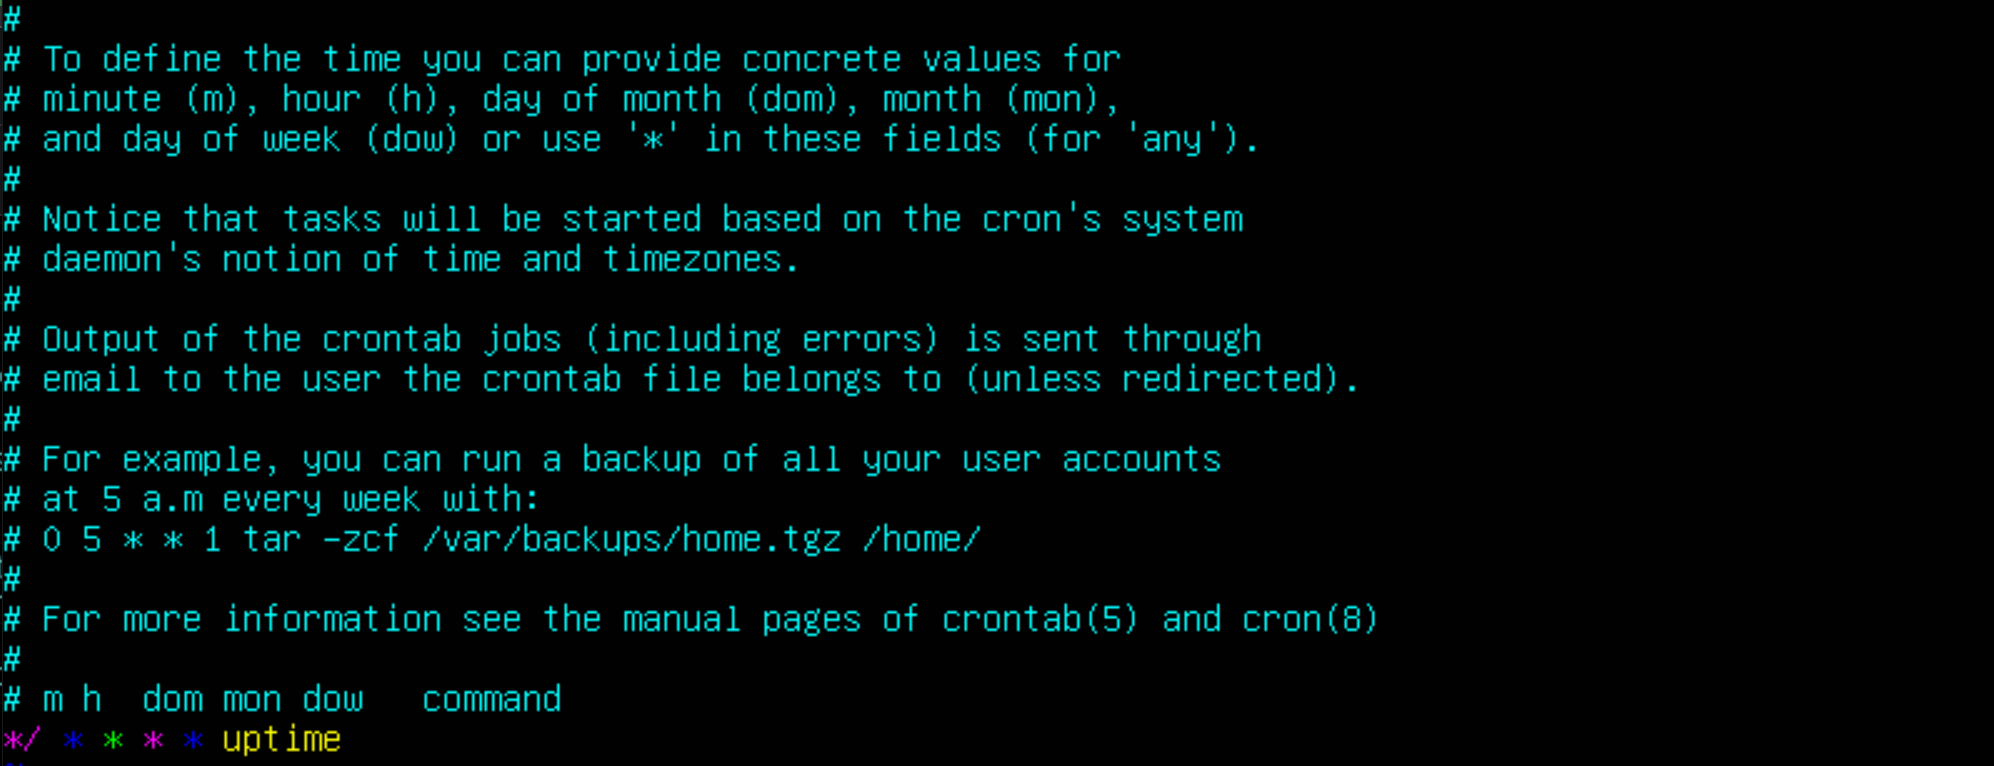 #
# To define the time you can provide concrete values for
# minute (m), hour (h), day of month (dom), month (mon),
# and day of week (dow) or use '*' in these fields (for 'any').
#
# Notice that tasks will be started based on the cron's system
# daemon's notion of time and timezones.
#
# Output of the crontab jobs (including errors) is sent through
# email to the user the crontab file belongs to (unless redirected).
#
# For example, you can run a backup of all your user accounts
# at 5 a.m every week with:
# 0 5 * * 1 tar -zcf /var/backups/home.tgz /home/
#
# For more information see the manual pages of crontab(5) and cron(8)
#
# m h  dom mon dow   command
*/ * * * * uptime